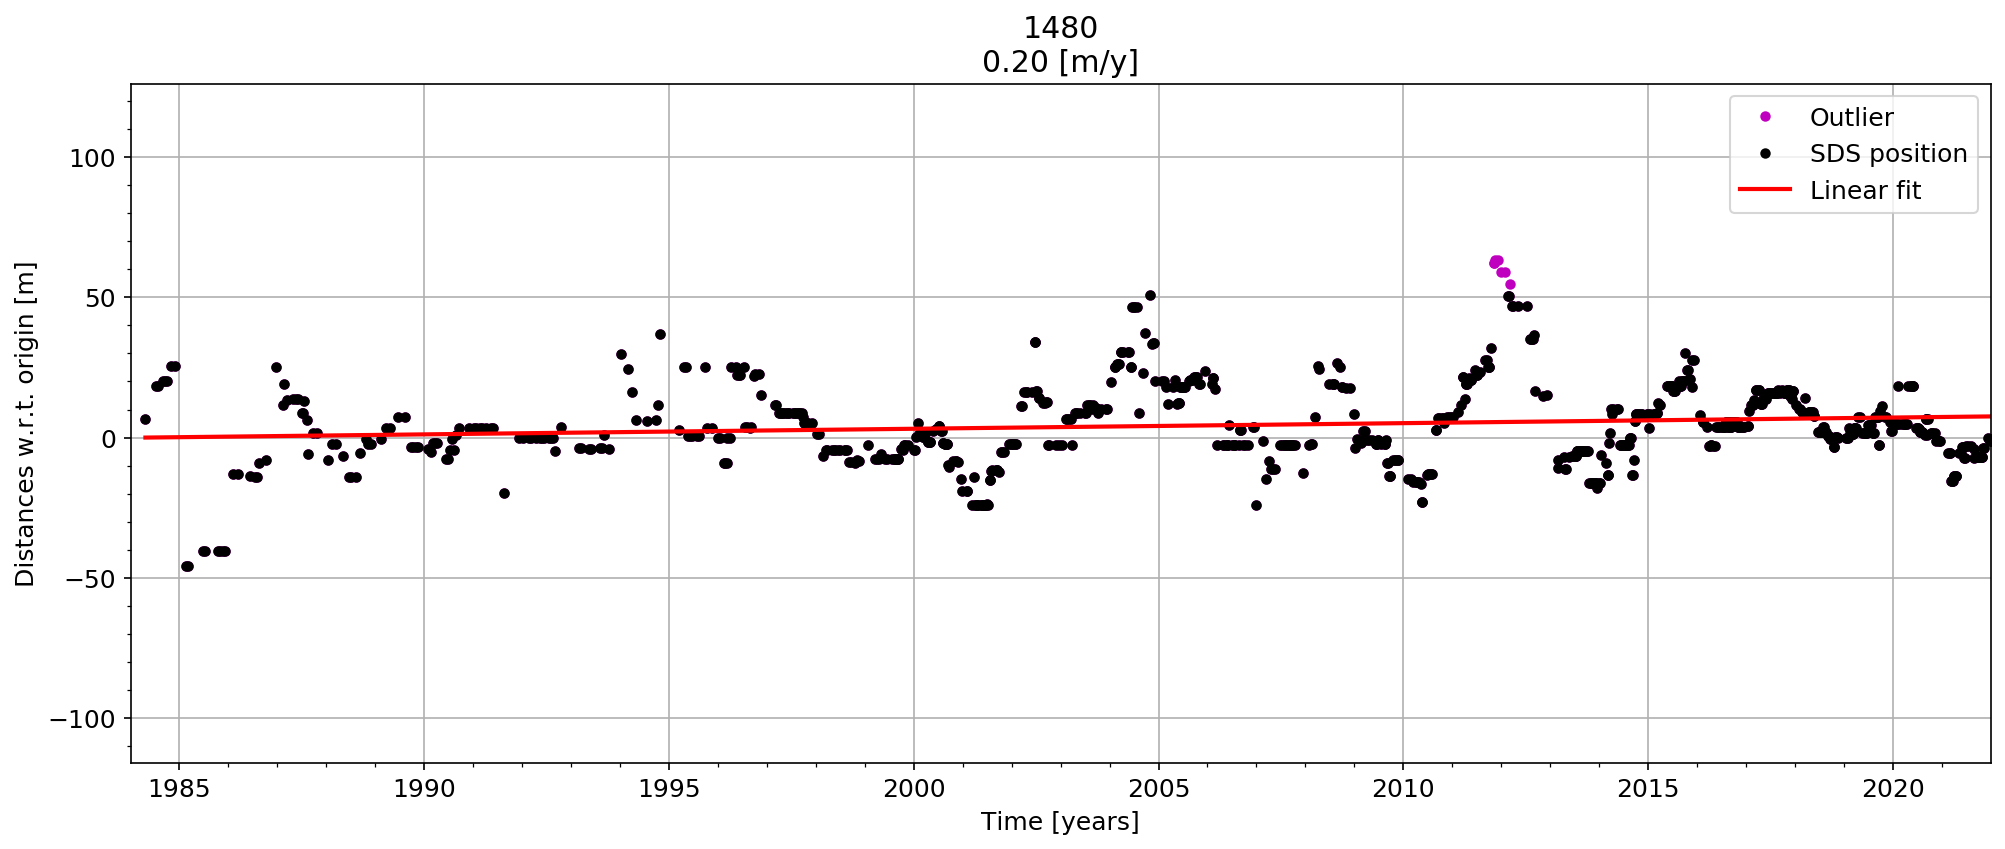 1480
0.20 [m/y]
Outlier
SDS position
Linear fit
Distances w.r.t. origin [m]
100
50
0
−50
−100
1985 1990 1995 2000 2005 2010 2015 2020
Time [years]